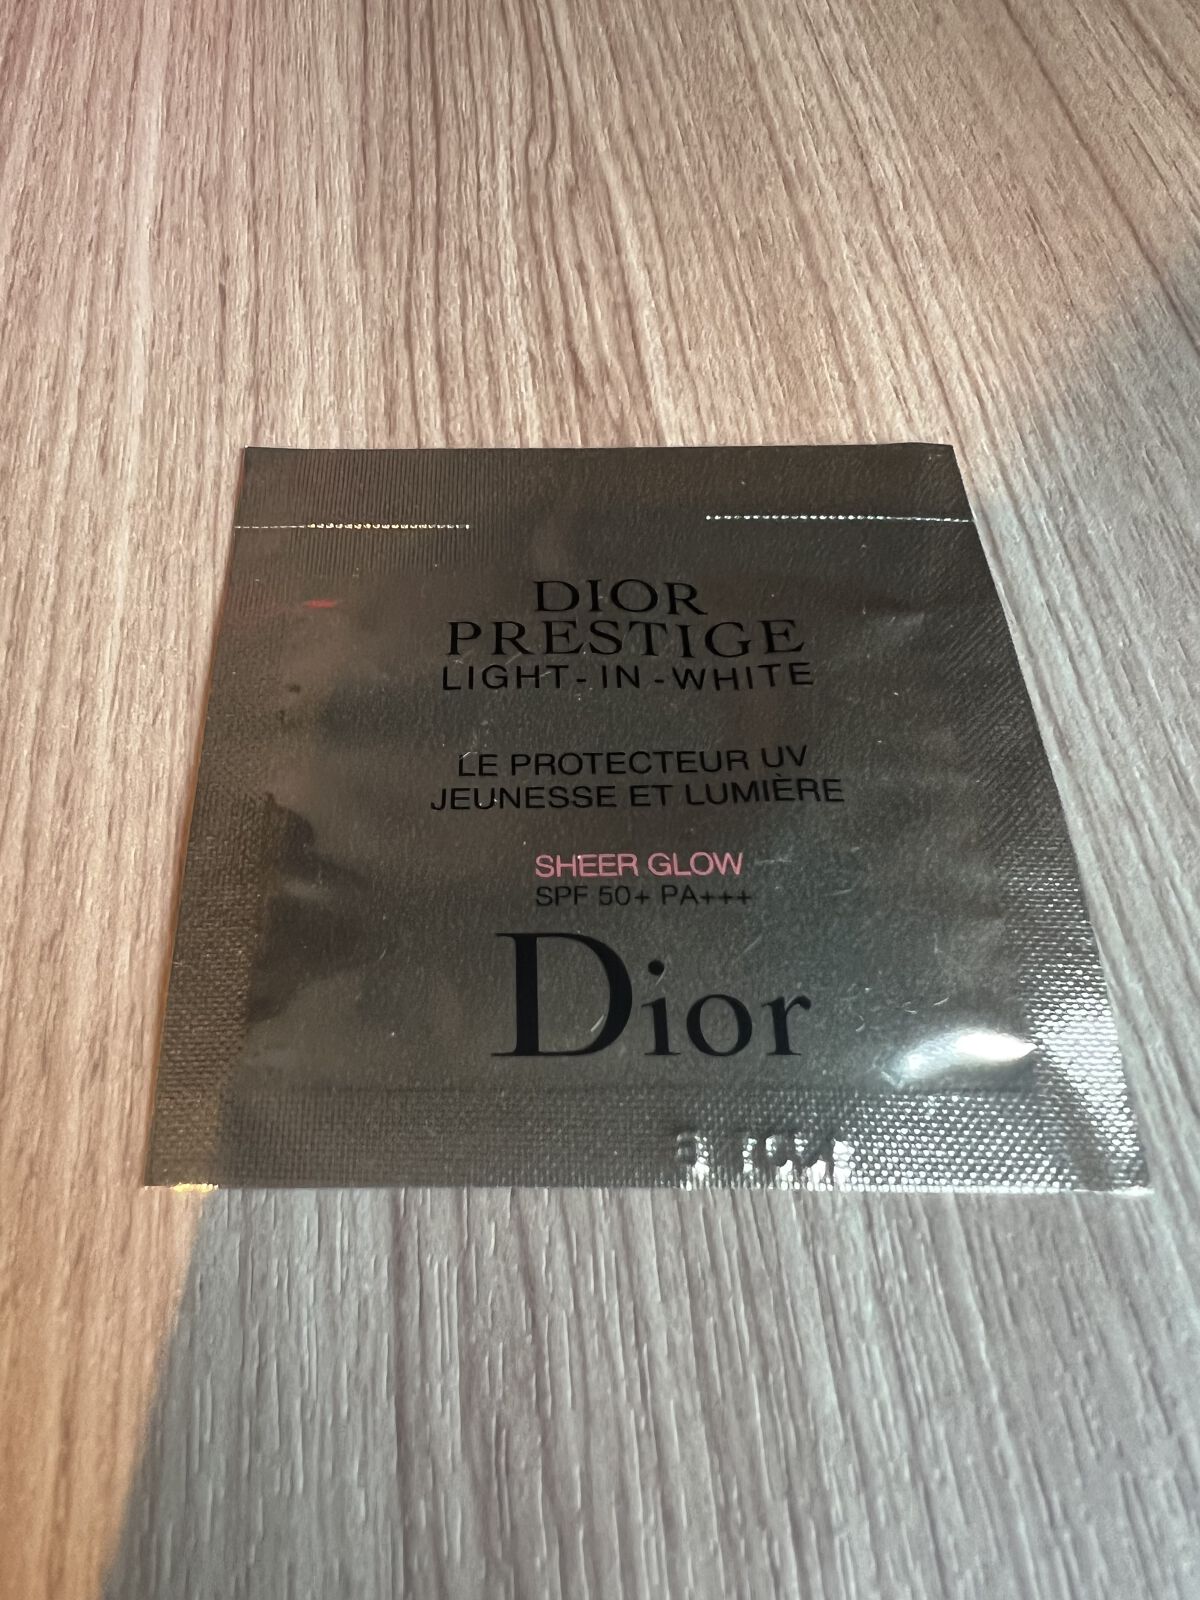 DIOR
PRESTIGE
LIGHT-IN-WHITE
LE PROTECTEUR UV
JEUNESSE ET LUMIÈRE
SHEER GLOW
SPF 50+ PA+++
Dior